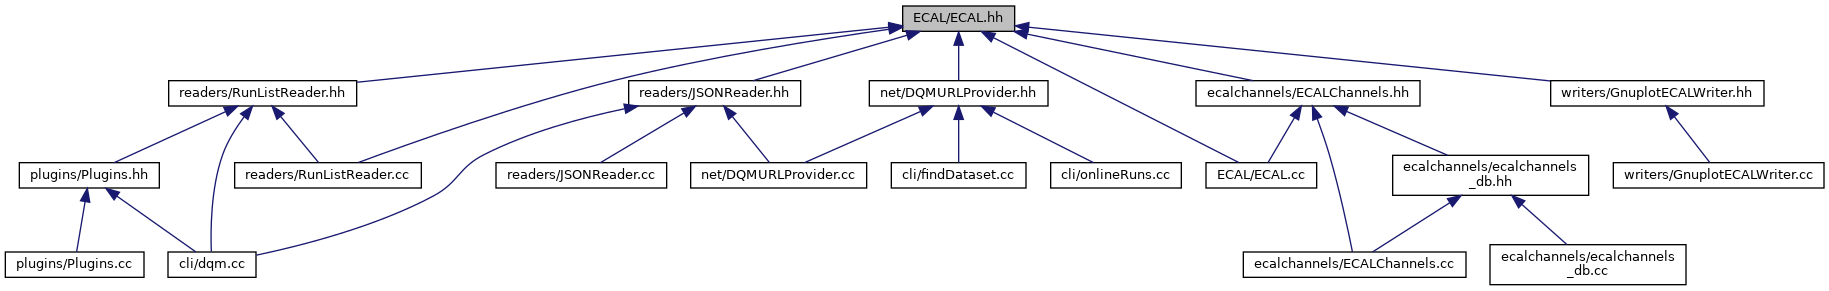 ECAL/ECAL.hh
readers/RunListReader.hh
readers/JSONReader.hh
net/DQMURLProvider.hh
ecalchannels/ECALChannels.hh
writers/GnuplotECALWriter.hh
plugins/Plugins.hh
readers/RunListReader.cc
readers/JSONReader.cc
net/DQMURLProvider.cc
cli/findDataset.cc
cli/onlineRuns.cc
ECAL/ECAL.cc
ecalchannels/ecalchannels
_db.hh
writers/GnuplotECALWriter.cc
plugins/Plugins.cc
cli/dqm.cc
ecalchannels/ECALChannels.cc
ecalchannels/ecalchannels
_db.cc